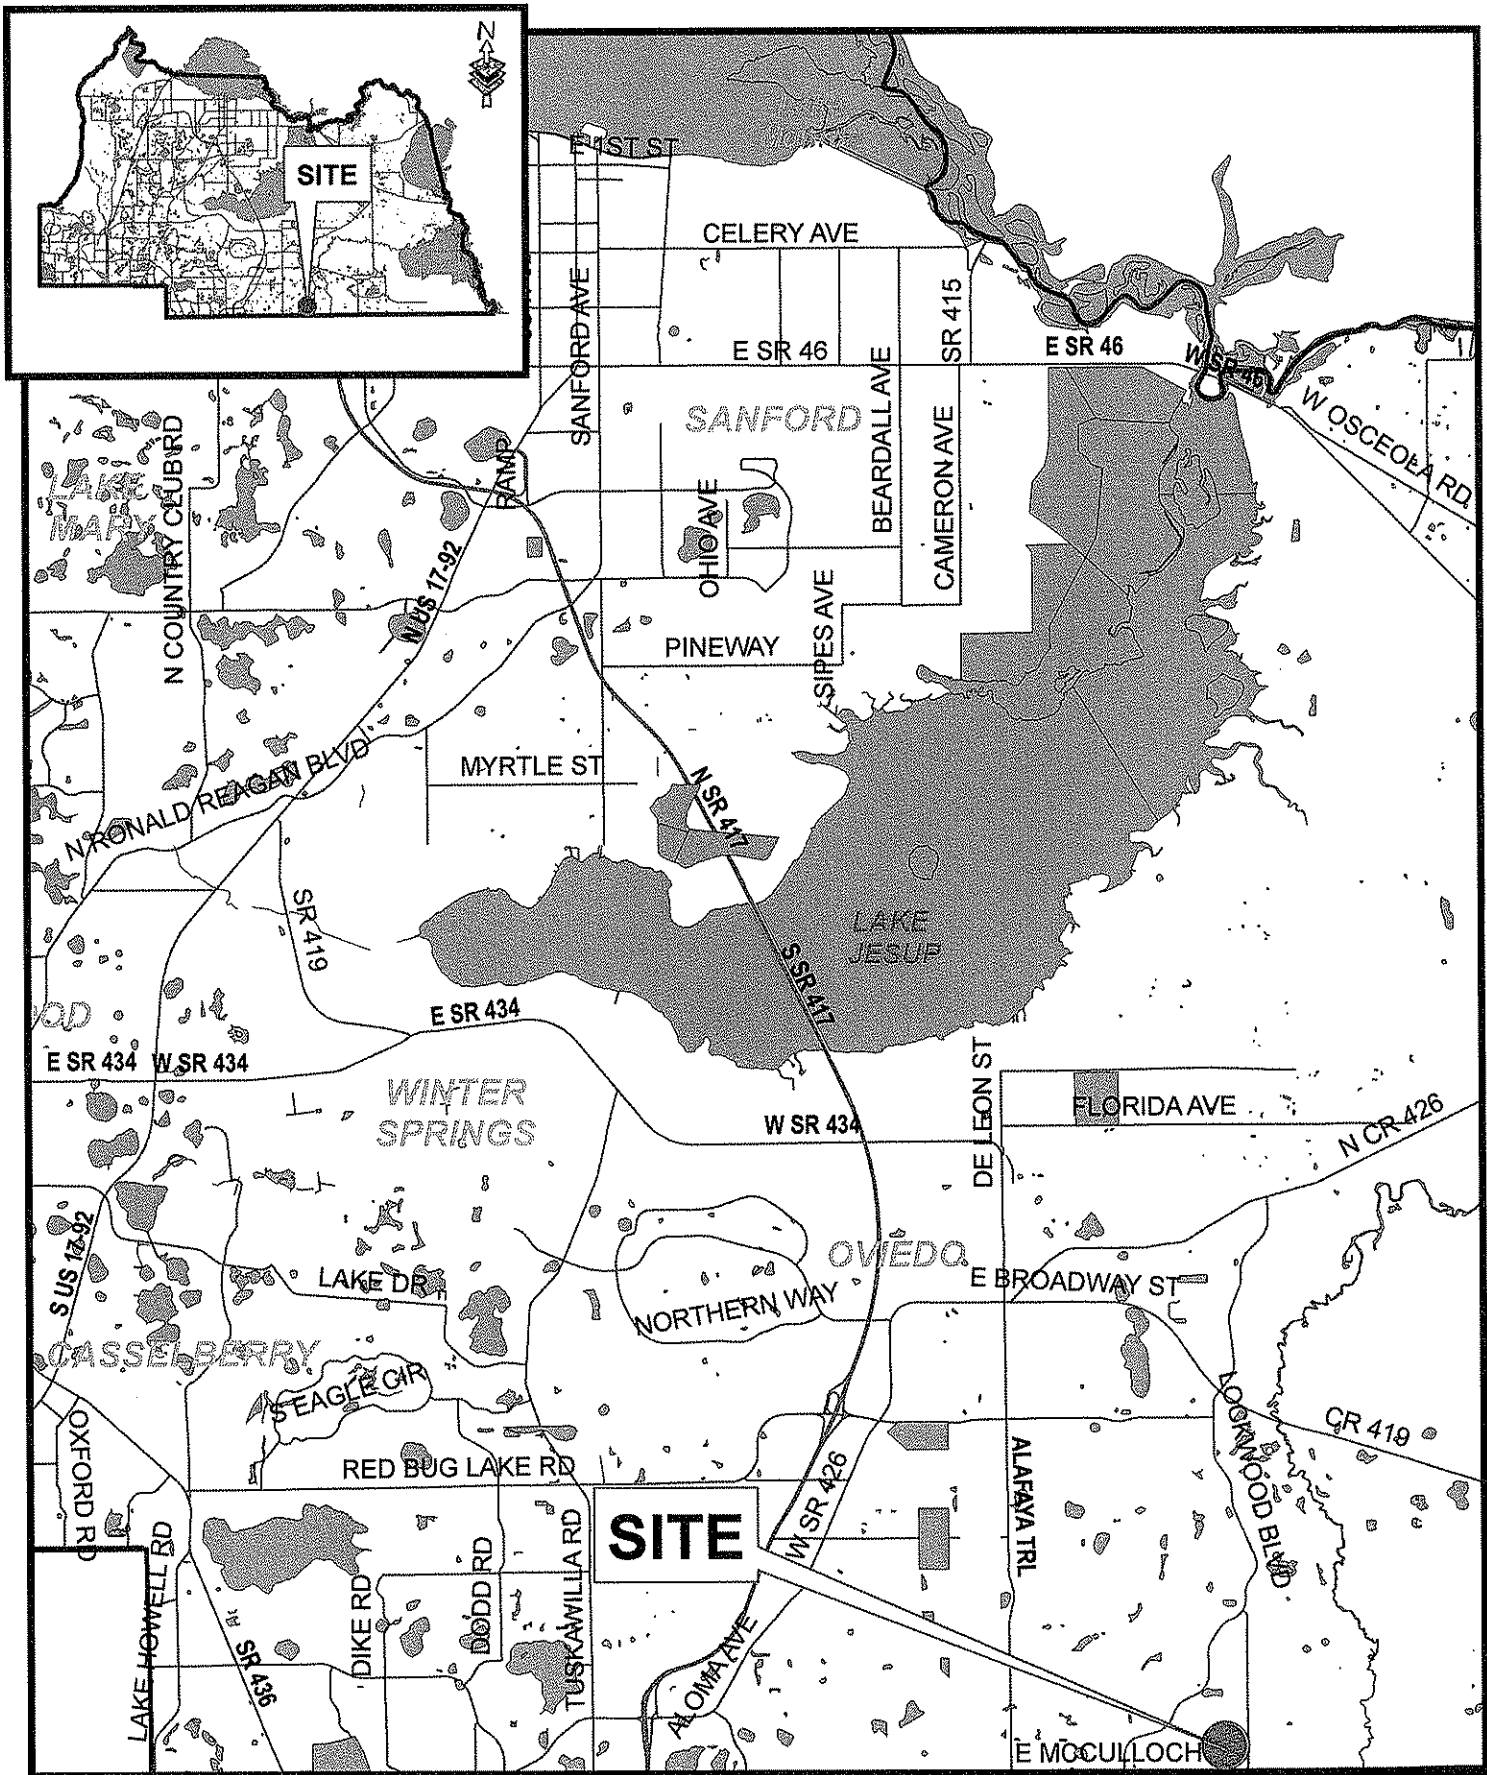 N
SITE
E 1ST ST
CELERY AVE
SANFORD AVE
SR 415
E SR 46
E SR 46
W SR 46
W OSCEOLA RD
BEARDALL AVE
CAMERON AVE
SANFORD
N COUNTRY CLUB RD
LAKE
MARY
RAMP
OHIO AVE
N US 17-92
SIPES AVE
PINEWAY
MYRTLE ST
N RONALD REAGAN BLVD
N SR 417
SR 419
LAKE
JESUP
S SR 417
OOD
E SR 434
E SR 434
W SR 434
WINTER
SPRINGS
W SR 434
DE LEON ST
FLORIDA AVE
N CR 426
S US 17-92
LAKE DR
OVIEDO
E BROADWAY ST
NORTHERN WAY
CASSELBERRY
S EAGLE CIR
OXFORD RD
RED BUG LAKE RD
LOCKWOOD BLVD
CR 419
ALAFAYA TRL
W SR 426
SITE
LAKE HOWELL RD
SR 436
DIKE RD
DODD RD
TUSKAWILLA RD
ALOMA AVE
E MCCULLOCH